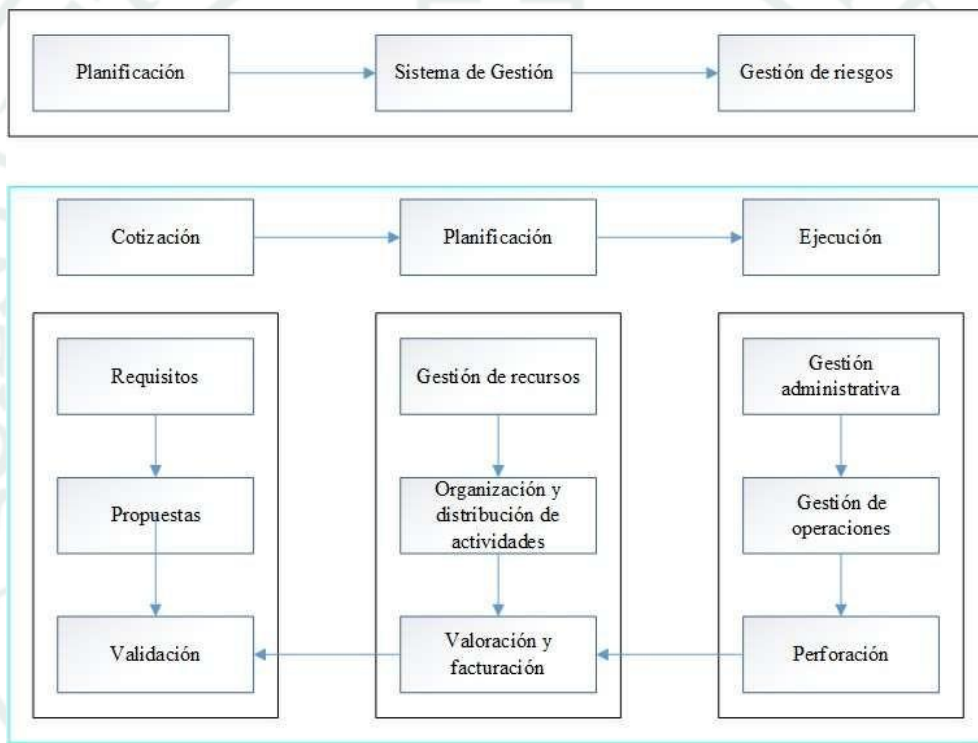 Planificación
Sistema de Gestión
Gestión de riesgos
Cotización
Planificación
Ejecución
Requisitos
Propuestas
Validación
Gestión de recursos
Organización y
distribución de
actividades
Valoración y
facturación
Gestión
administrativa
Gestión de
operaciones
Perforación